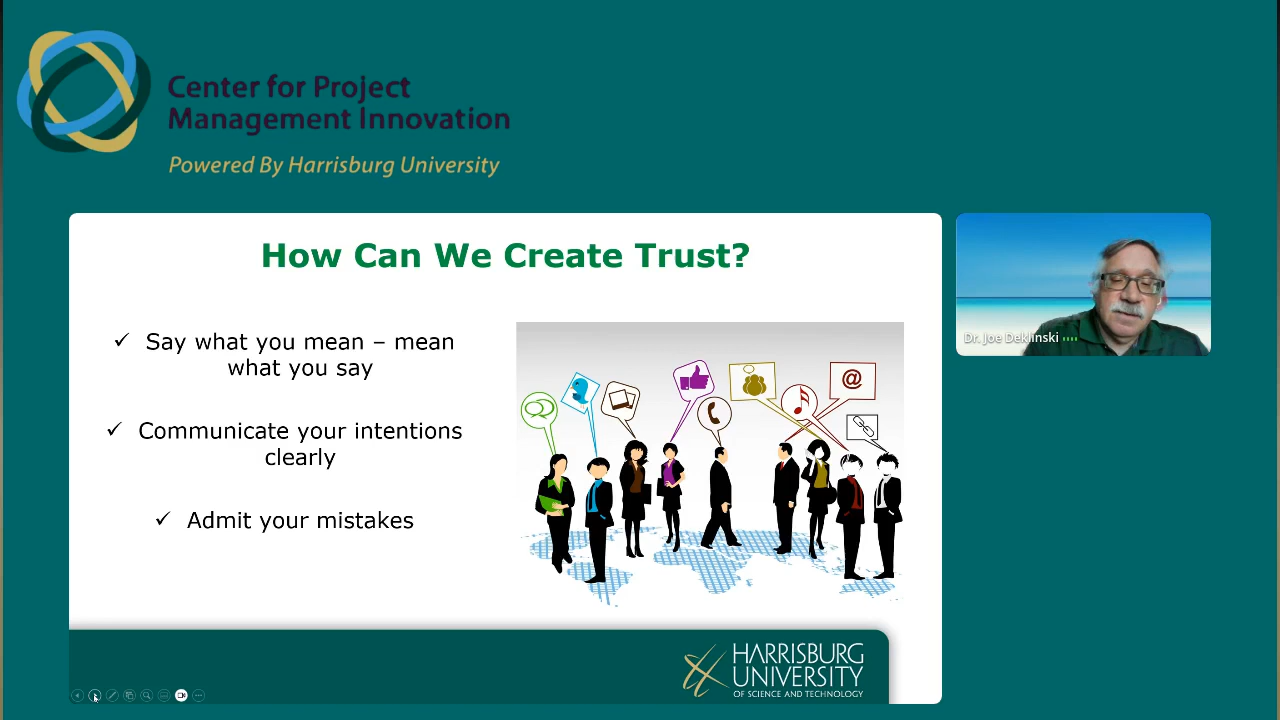 Center for Project
Management Innovation
Powered By Harrisburg University
How Can We Create Trust?
✓ Say what you mean – mean
what you say
✓ Communicate your intentions
clearly
✓ Admit your mistakes
@
Dr. Joe Deklinski
HARRISBURG
UNIVERSITY
OF SCIENCE AND TECHNOLOGY